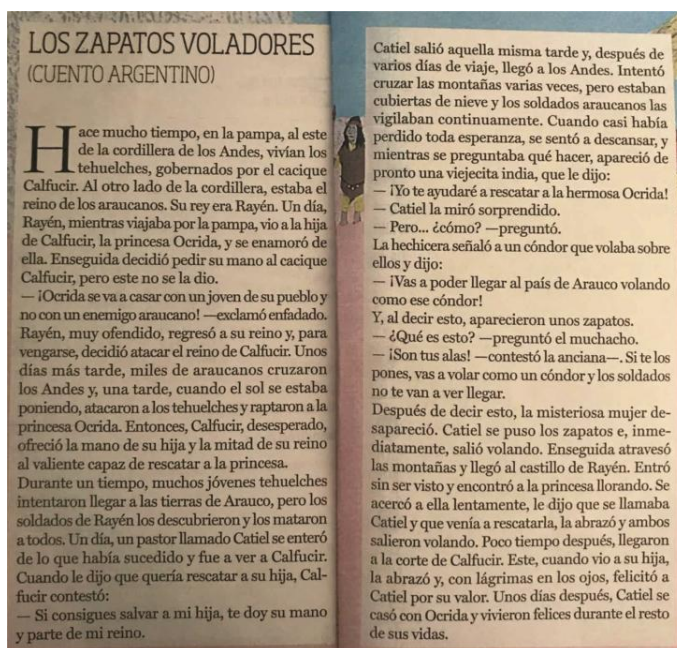 LOS ZAPATOS VOLADORES
(CUENTO ARGENTINO)
Hace mucho tiempo, en la pampa, al este
de la cordillera de los Andes, vivían los
tehuelches, gobernados por el cacique
Calfucir. Al otro lado de la cordillera, estaba el
reino de los araucanos. Su rey era Rayén. Un día,
Rayén, mientras viajaba por la pampa, vio a la hija
de Calfucir, la princesa Ocrida, y se enamoró de
ella. Enseguida decidió pedir su mano al cacique
Calfucir, pero este no se la dio.
— ¡Ocrida se va a casar con un joven de su pueblo y
no con un enemigo araucano! —exclamó enfadado.
Rayén, muy ofendido, regresó a su reino y, para
vengarse, decidió atacar el reino de Calfucir. Unos
días más tarde, miles de araucanos cruzaron
los Andes y, una tarde, cuando el sol se estaba
poniendo, atacaron a los tehuelches y raptaron a la
princesa Ocrida. Entonces, Calfucir, desesperado,
ofreció la mano de su hija y la mitad de su reino
al valiente capaz de rescatar a la princesa.
Durante un tiempo, muchos jóvenes tehuelches
intentaron llegar a las tierras de Arauco, pero los
soldados de Rayén los descubrieron y los mataron
a todos. Un día, un pastor llamado Catiel se enteró
de lo que había sucedido y fue a ver a Calfucir.
Cuando le dijo que quería rescatar a su hija, Cal-
fucir contestó:
— Si consigues salvar a mi hija, te doy su mano
y parte de mi reino.
Catiel salió aquella misma tarde y, después de
varios días de viaje, llegó a los Andes. Intentó
cruzar las montañas varias veces, pero estaban
cubiertas de nieve y los soldados araucanos las
vigilaban continuamente. Cuando casi había
perdido toda esperanza, se sentó a descansar, y
mientras se preguntaba qué hacer, apareció de
pronto una viejecita india, que le dijo:
— ¡Yo te ayudaré a rescatar a la hermosa Ocrida!
— Catiel la miró sorprendido.
— Pero... ¿cómo? —preguntó.
La hechicera señaló a un cóndor que volaba sobre
ellos y dijo:
— ¡Vas a poder llegar al país de Arauco volando
como ese cóndor!
Y, al decir esto, aparecieron unos zapatos.
— ¿Qué es esto? —preguntó el muchacho.
— ¡Son tus alas! —contestó la anciana—. Si te los
pones, vas a volar como un cóndor y los soldados
no te van a ver llegar.
Después de decir esto, la misteriosa mujer de-
sapareció. Catiel se puso los zapatos e, inme-
diatamente, salió volando. Enseguida atravesó
las montañas y llegó al castillo de Rayén. Entró
sin ser visto y encontró a la princesa llorando. Se
acercó a ella lentamente, le dijo que se llamaba
Catiel y que venía a rescatarla, la abrazó y ambos
salieron volando. Poco tiempo después, llegaron
a la corte de Calfucir. Este, cuando vio a su hija,
la abrazó y, con lágrimas en los ojos, felicitó a
Catiel por su valor. Unos días después, Catiel se
casó con Ocrida y vivieron felices durante el resto
de sus vidas.